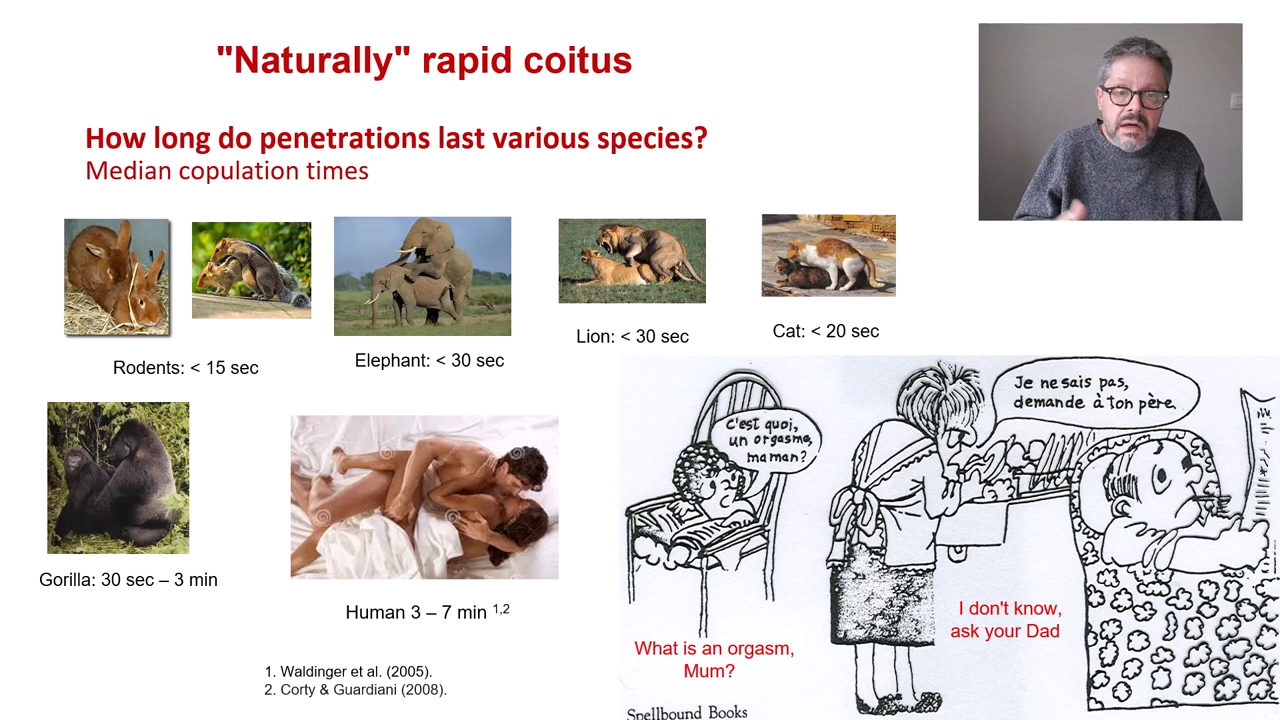 "Naturally" rapid coitus
How long do penetrations last various species?
Median copulation times
Rodents: < 15 sec
Elephant: < 30 sec
Lion: < 30 sec
Cat: < 20 sec
Gorilla: 30 sec – 3 min
Human 3 – 7 min 1,2
1. Waldinger et al. (2005).
2. Corty & Guardiani (2008).
c'est quoi,
un orgasme,
maman?
Je ne sais pas,
demande à ton père.
What is an orgasm,
Mum?
I don't know,
ask your Dad
Spellbound Books